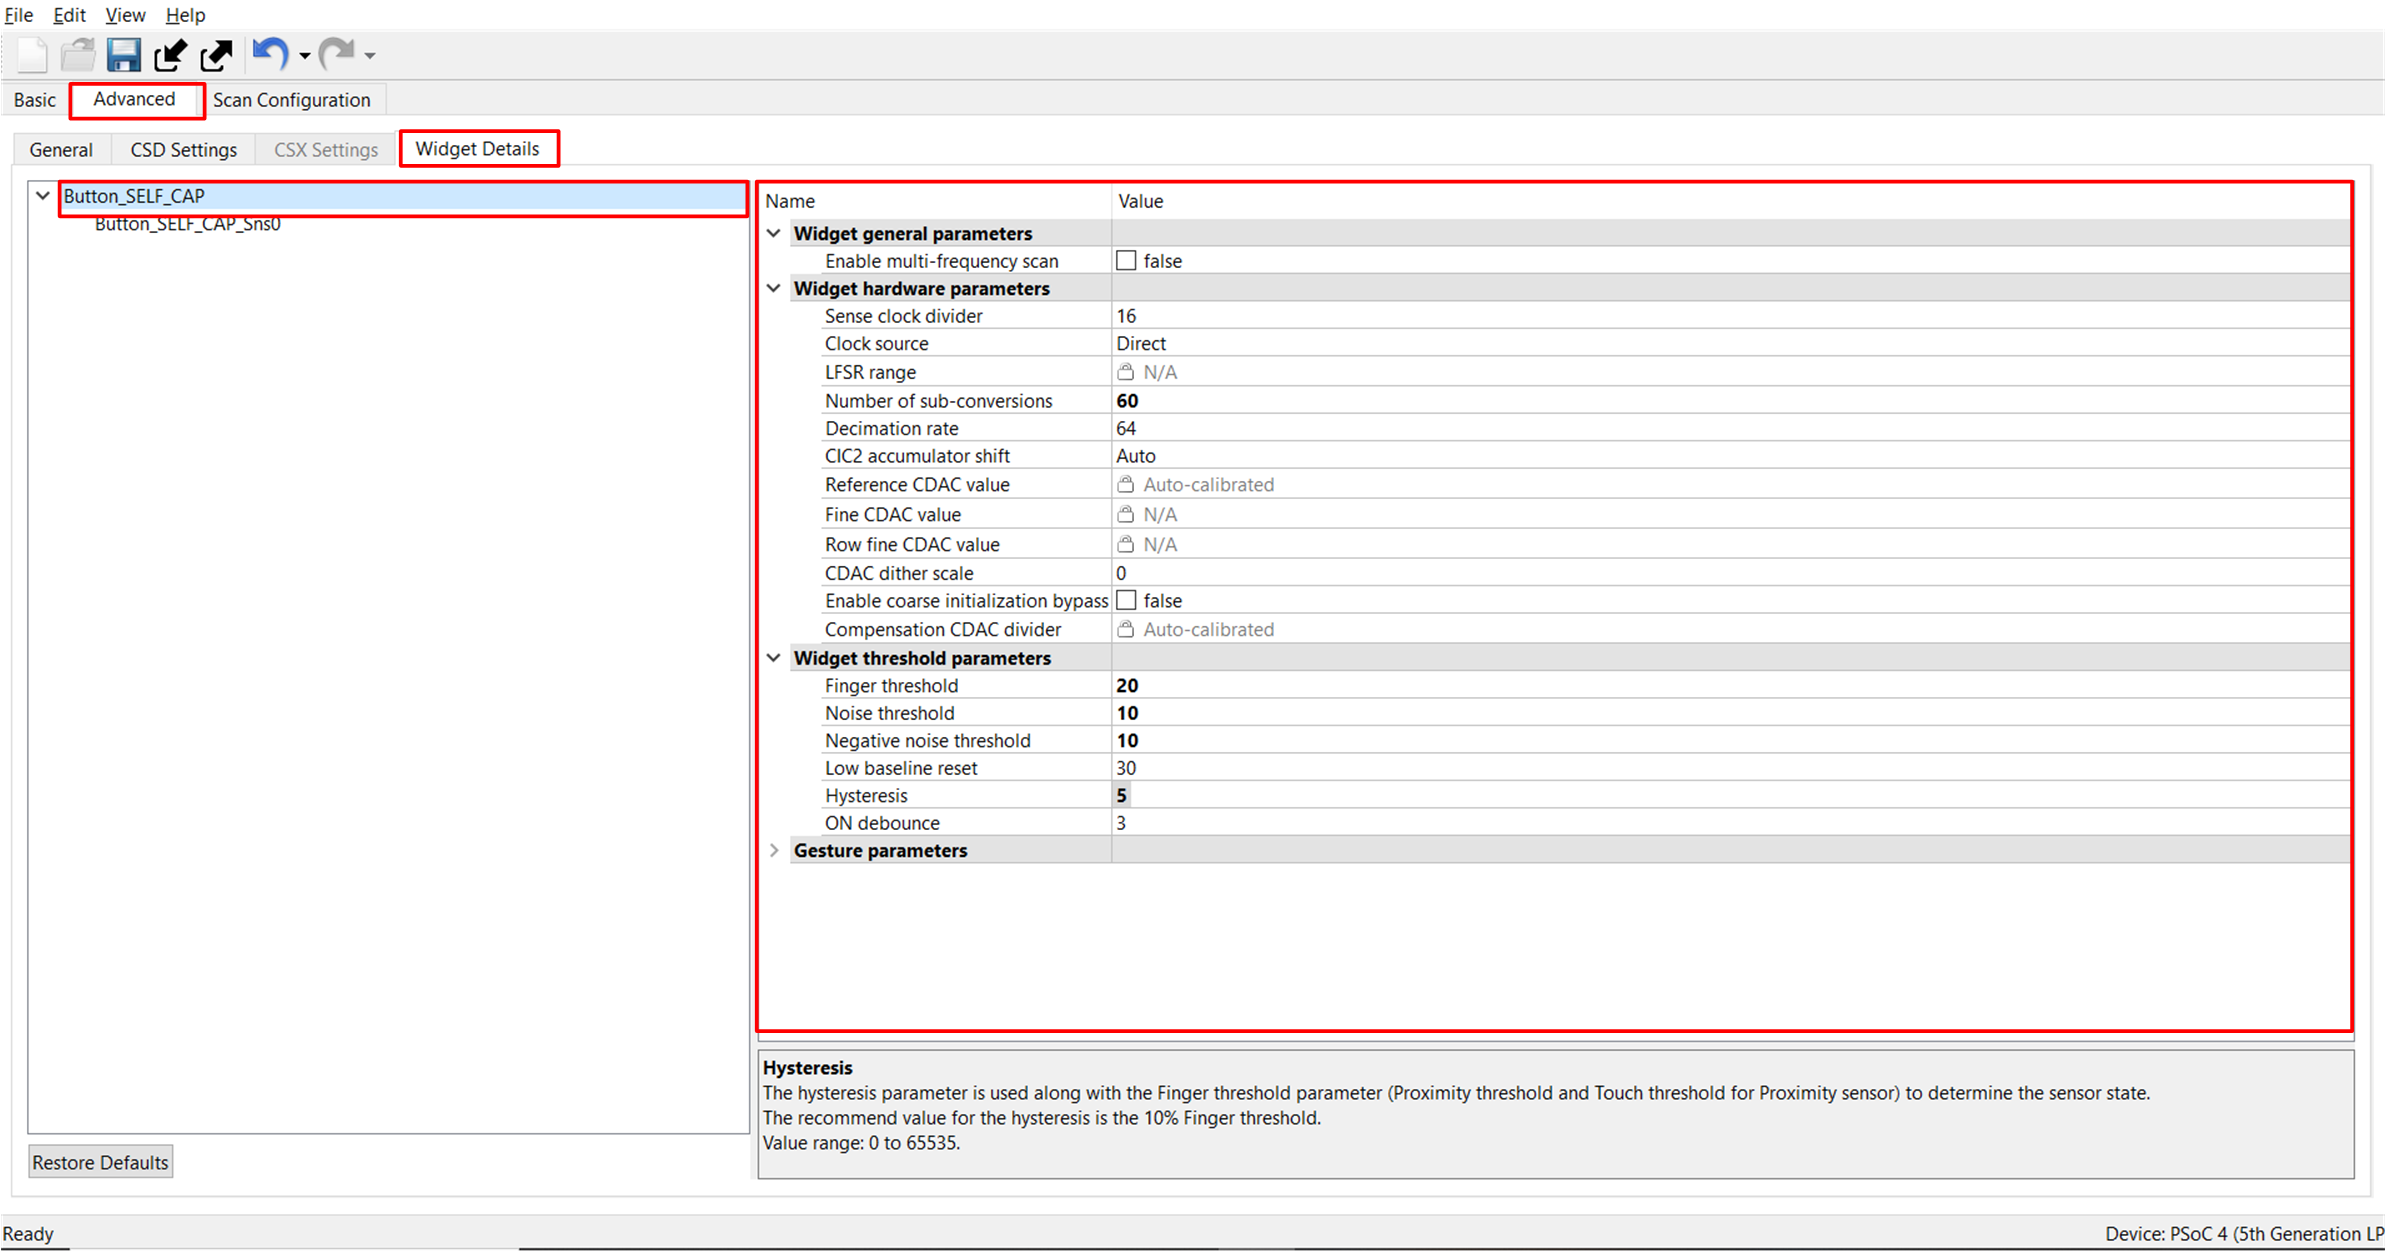 File Edit View Help
Basic Advanced Scan Configuration
General CSD Settings CSX Settings Widget Details
Button_SELF_CAP
Button_SELF_CAP_Sns0
Name Value
Widget general parameters
Enable multi-frequency scan false
Widget hardware parameters
Sense clock divider 16
Clock source Direct
LFSR range N/A
Number of sub-conversions 60
Decimation rate 64
CIC2 accumulator shift Auto
Reference CDAC value Auto-calibrated
Fine CDAC value N/A
Row fine CDAC value N/A
CDAC dither scale 0
Enable coarse initialization bypass false
Compensation CDAC divider Auto-calibrated
Widget threshold parameters
Finger threshold 20
Noise threshold 10
Negative noise threshold 10
Low baseline reset 30
Hysteresis 5
ON debounce 3
Gesture parameters
Hysteresis
The hysteresis parameter is used along with the Finger threshold parameter (Proximity threshold and Touch threshold for Proximity sensor) to determine the sensor state.
The recommend value for the hysteresis is the 10% Finger threshold.
Value range: 0 to 65535.
Restore Defaults
Ready Device: PSoC 4 (5th Generation LP